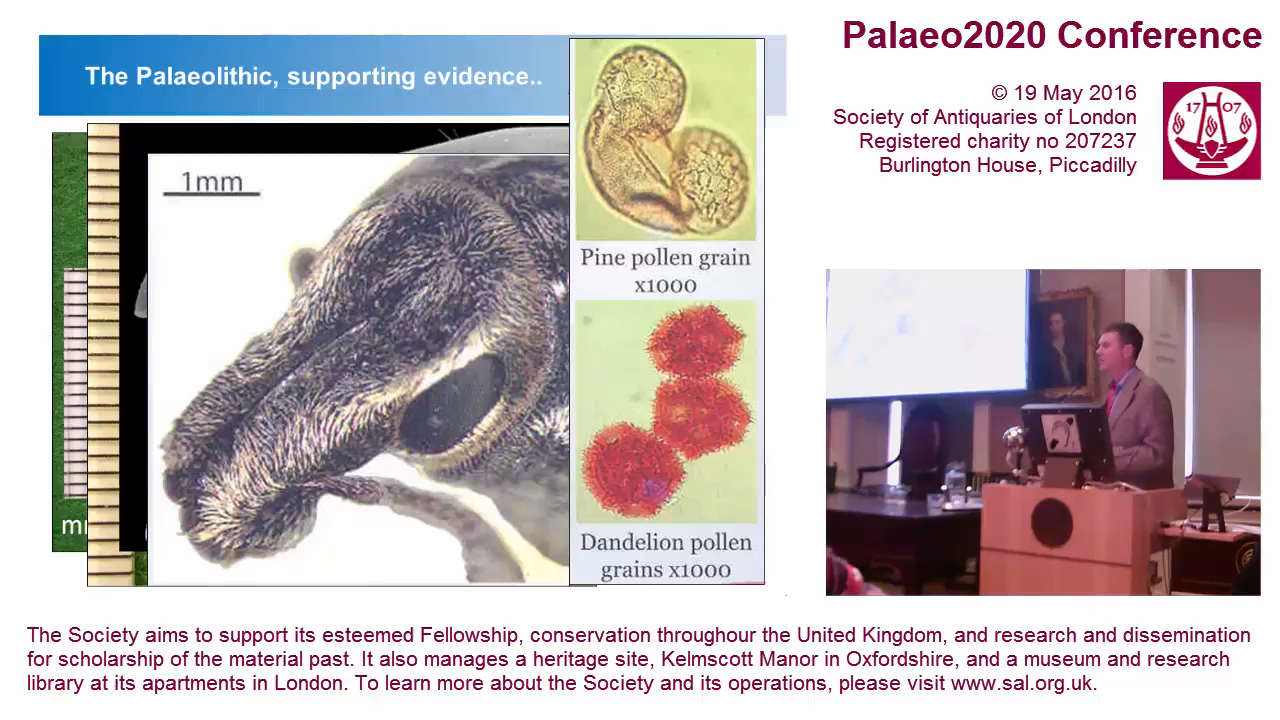 The Palaeolithic, supporting evidence..
1mm
mm
Pine pollen grain
x1000
Dandelion pollen
grains x1000
Palaeo2020 Conference
© 19 May 2016
Society of Antiquaries of London
Registered charity no 207237
Burlington House, Piccadilly
17 07
The Society aims to support its esteemed Fellowship, conservation throughour the United Kingdom, and research and dissemination
for scholarship of the material past. It also manages a heritage site, Kelmscott Manor in Oxfordshire, and a museum and research
library at its apartments in London. To learn more about the Society and its operations, please visit www.sal.org.uk.